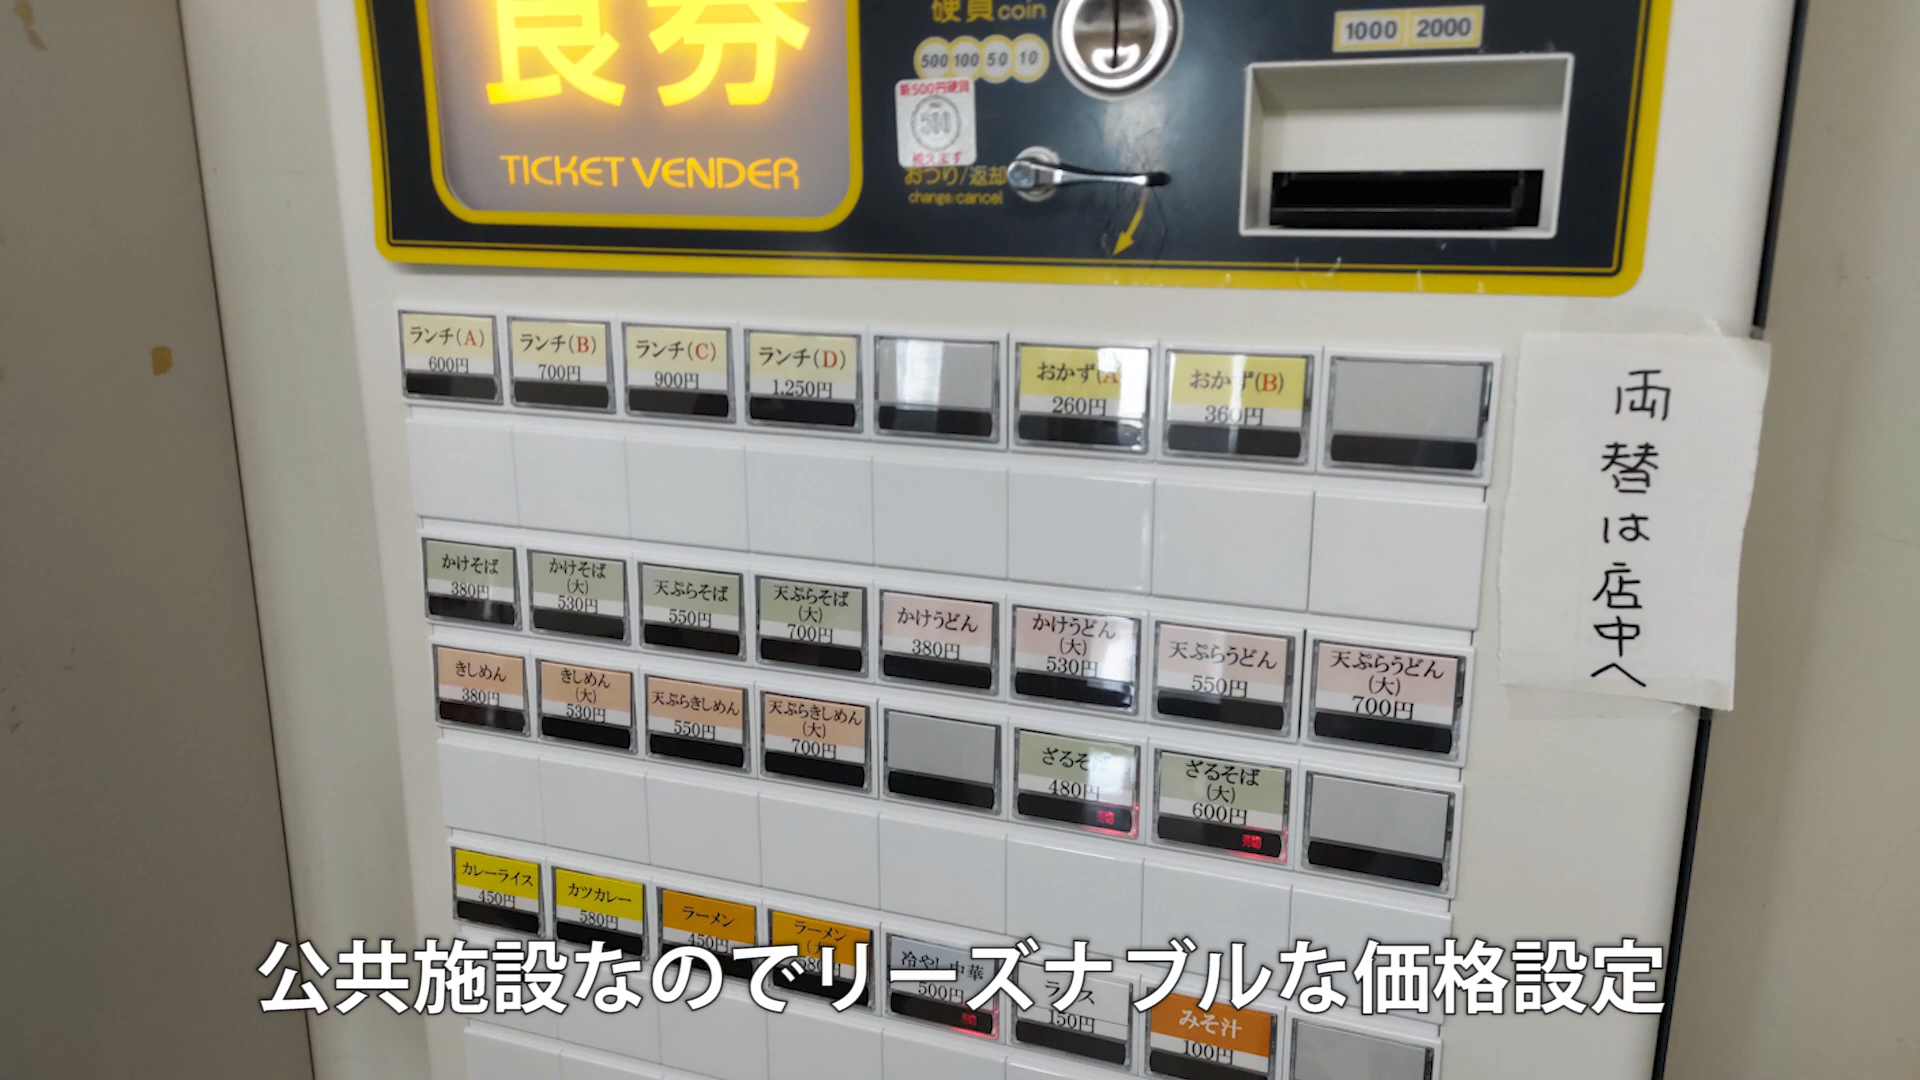 食券
TICKET VENDER
硬貨coin
500 100 50 10
新500円硬貨
500
使えます
おつり/返却
change/cancel
1000 2000
ランチ(A)
600円
ランチ(B)
700円
ランチ(C)
900円
ランチ(D)
1.250円
おかず(A)
260円
おかず(B)
360円
両替は店中へ
かけそば
380円
かけそば
(大)
530円
天ぷらそば
550円
天ぷらそば
(大)
700円
かけうどん
380円
かけうどん
(大)
530円
天ぷらうどん
550円
天ぷらうどん
(大)
700円
きしめん
380円
きしめん
(大)
530円
天ぷらきしめん
550円
天ぷらきしめん
(大)
700円
ざるそば
480円
売切
ざるそば
(大)
600円
売切
カレーライス
450円
カツカレー
580円
ラーメン
450円
ラーメン
(大)
580円
冷やし中華
500円
売切
ライス
150円
みそ汁
100円
公共施設なのでリーズナブルな価格設定